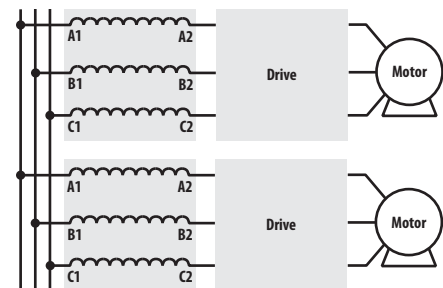 A1 A2
B1 B2
Drive
Motor
C1 C2
A1 A2
B1 B2
Drive
Motor
C1 C2